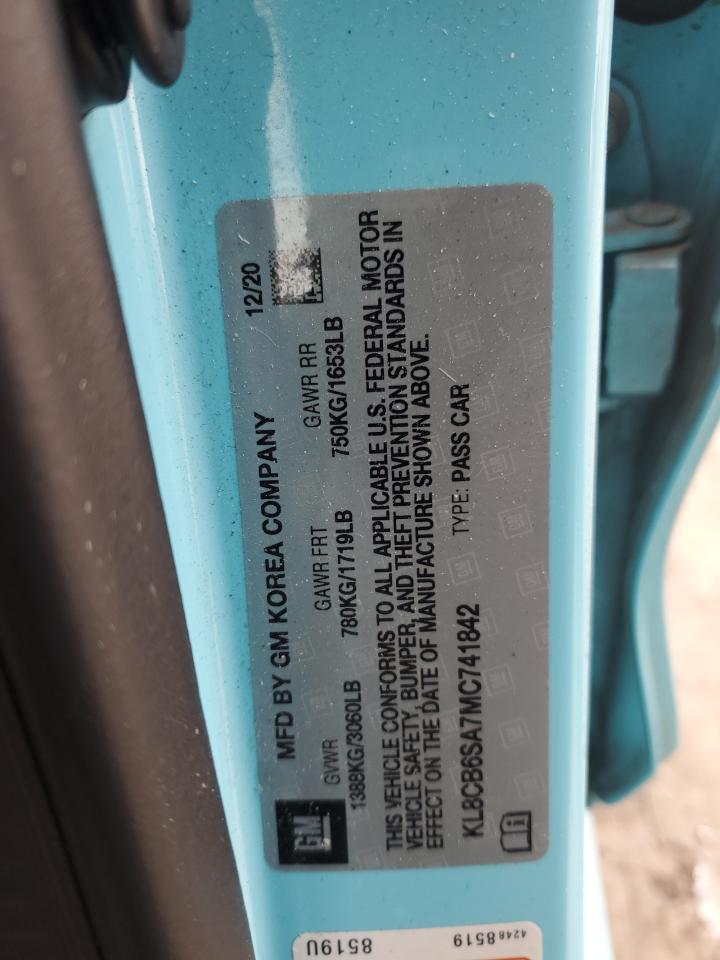 MFD BY GM KOREA COMPANY 12/20
GM
GVWR GAWR FRT GAWR RR
1388KG/3060LB 780KG/1719LB 750KG/1653LB
THIS VEHICLE CONFORMS TO ALL APPLICABLE U.S. FEDERAL MOTOR
VEHICLE SAFETY, BUMPER, AND THEFT PREVENTION STANDARDS IN
EFFECT ON THE DATE OF MANUFACTURE SHOWN ABOVE.
KL8CB6SA7MC741842 TYPE: PASS CAR
42488519
8519U